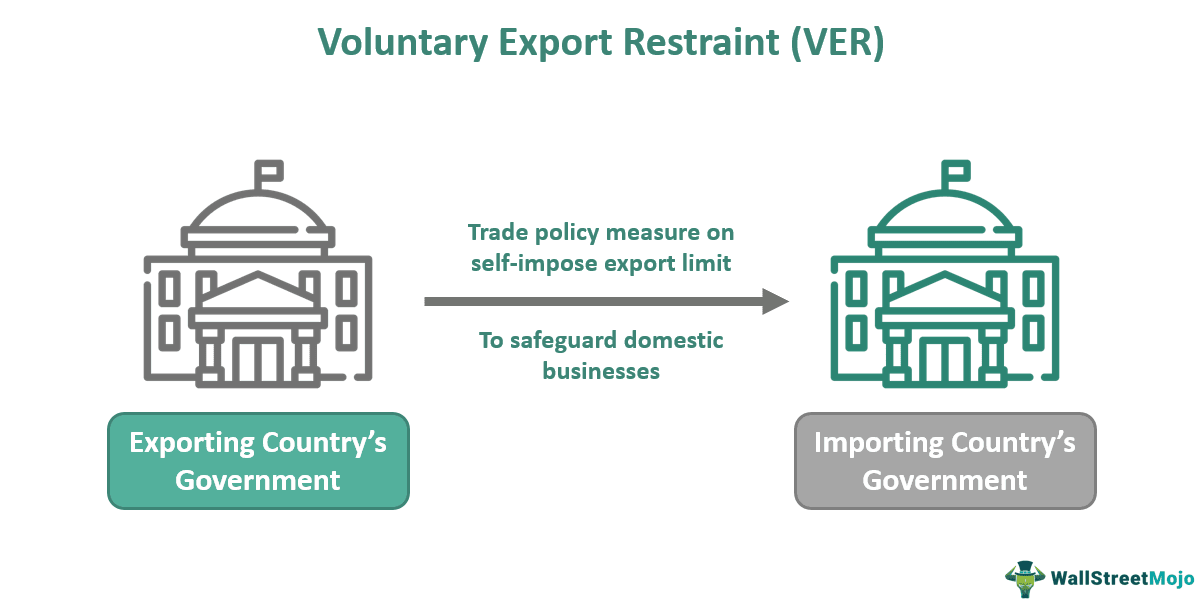 Voluntary Export Restraint (VER)
Trade policy measure on
self-impose export limit
To safeguard domestic
businesses
Exporting Country's
Government
Importing Country's
Government
WallStreetMojo